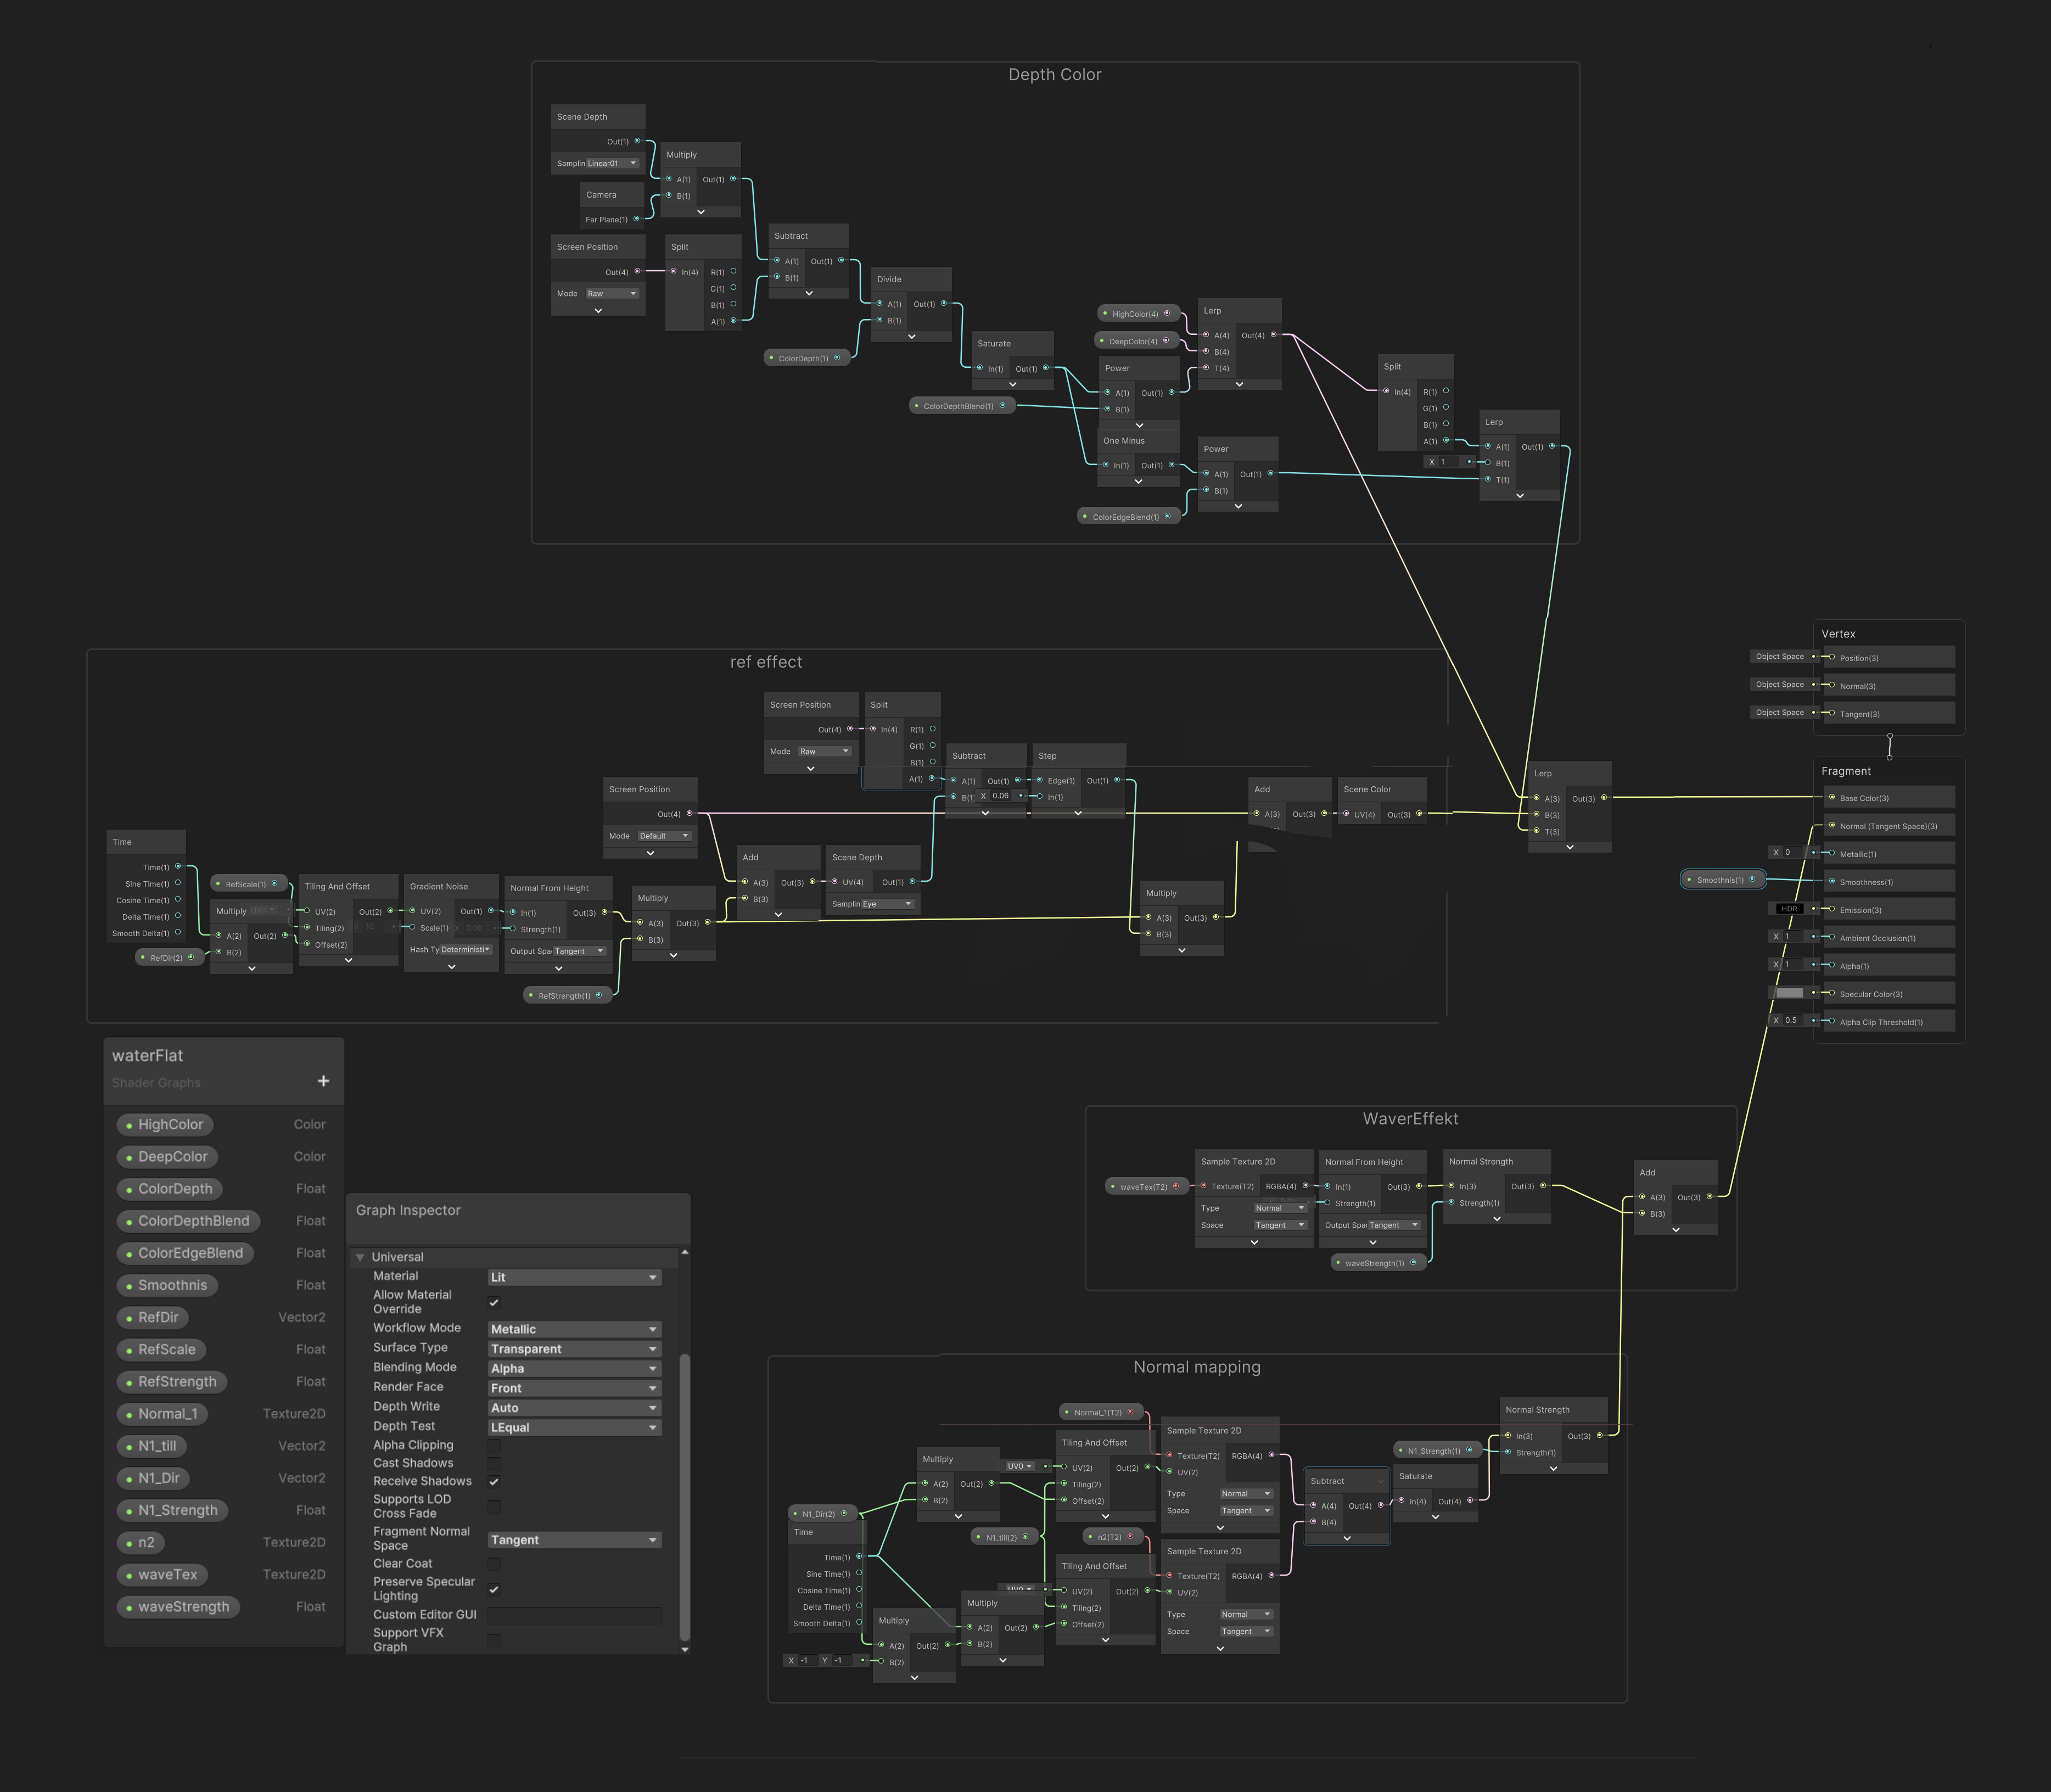 Depth Color
Scene Depth
Out(1)
Samplin Linear01
Camera
Far Plane(1)
Multiply
A(1) Out(1)
B(1)
Screen Position
Out(4)
Mode Raw
Split
In(4) R(1)
G(1)
B(1)
A(1)
Subtract
A(1) Out(1)
B(1)
Divide
A(1) Out(1)
B(1)
ColorDepth(1)
Saturate
In(1) Out(1)
ColorDepthBlend(1)
HighColor(4)
DeepColor(4)
Lerp
A(4) Out(4)
B(4)
T(4)
Power
A(1) Out(1)
B(1)
One Minus
In(1) Out(1)
Power
A(1) Out(1)
B(1)
ColorEdgeBlend(1)
Split
In(4) R(1)
G(1)
B(1)
A(1)
Lerp
A(1) Out(1)
X 1 B(1)
T(1)
ref effect
Time
Time(1)
Sine Time(1)
Cosine Time(1)
Delta Time(1)
Smooth Delta(1)
RefDir(2)
RefScale(1)
Multiply UV0
A(2) Out(2)
B(2)
Tiling And Offset
UV(2) Out(2)
Tiling(2) X 10
Offset(2)
Gradient Noise
UV(2) Out(1)
Scale(1) X 0.00
Hash Ty Deterministi
Normal From Height
In(1) Out(3)
Strength(1)
Output Spa Tangent
RefStrength(1)
Multiply
A(3) Out(3)
B(3)
Screen Position
Out(4)
Mode Default
Add
A(3) Out(3)
B(3)
Scene Depth
UV(4) Out(1)
Samplin Eye
Screen Position
Out(4)
Mode Raw
Split
In(4) R(1)
G(1)
B(1)
A(1)
Subtract
A(1) Out(1)
B(1) X 0.06
Step
Edge(1) Out(1)
In(1)
Multiply
A(3) Out(3)
B(3)
Add
A(3) Out(3)
Scene Color
UV(4) Out(3)
Lerp
A(3) Out(3)
B(3)
T(3)
Vertex
Object Space Position(3)
Object Space Normal(3)
Object Space Tangent(3)
Fragment
Base Color(3)
Normal (Tangent Space)(3)
X 0 Metallic(1)
Smoothnis(1) Smoothness(1)
HDR Emission(3)
X 1 Ambient Occlusion(1)
X 1 Alpha(1)
Specular Color(3)
X 0.5 Alpha Clip Threshold(1)
waterFlat
Shader Graphs +
HighColor Color
DeepColor Color
ColorDepth Float
ColorDepthBlend Float
ColorEdgeBlend Float
Smoothnis Float
RefDir Vector2
RefScale Float
RefStrength Float
Normal_1 Texture2D
N1_till Vector2
N1_Dir Vector2
N1_Strength Float
n2 Texture2D
waveTex Texture2D
waveStrength Float
Graph Inspector
Universal
Material Lit
Allow Material
Override
Workflow Mode Metallic
Surface Type Transparent
Blending Mode Alpha
Render Face Front
Depth Write Auto
Depth Test LEqual
Alpha Clipping
Cast Shadows
Receive Shadows
Supports LOD
Cross Fade
Fragment Normal
Space Tangent
Clear Coat
Preserve Specular
Lighting
Custom Editor GUI
Support VFX
Graph
WaverEffekt
waveTex(T2)
Sample Texture 2D
Texture(T2) RGBA(4)
Type Normal
Space Tangent
Normal From Height
In(1) Out(3)
Strength(1)
Output Spa Tangent
waveStrength(1)
Normal Strength
In(3) Out(3)
Strength(1)
Add
A(3) Out(3)
B(3)
Normal mapping
N1_Dir(2)
Time
Time(1)
Sine Time(1)
Cosine Time(1)
Delta Time(1)
Smooth Delta(1)
X -1 Y -1
Multiply
A(2) Out(2)
B(2)
Multiply
A(2) Out(2)
B(2)
Multiply
A(2) Out(2)
B(2)
N1_till(2)
Normal_1(T2)
UV0
Tiling And Offset
UV(2) Out(2)
Tiling(2)
Offset(2)
n2(T2)
UV0
Tiling And Offset
UV(2) Out(2)
Tiling(2)
Offset(2)
Sample Texture 2D
Texture(T2) RGBA(4)
UV(2)
Type Normal
Space Tangent
Sample Texture 2D
Texture(T2) RGBA(4)
UV(2)
Type Normal
Space Tangent
Subtract
A(4) Out(4)
B(4)
N1_Strength(1)
Saturate
In(4) Out(4)
Normal Strength
In(3) Out(3)
Strength(1)